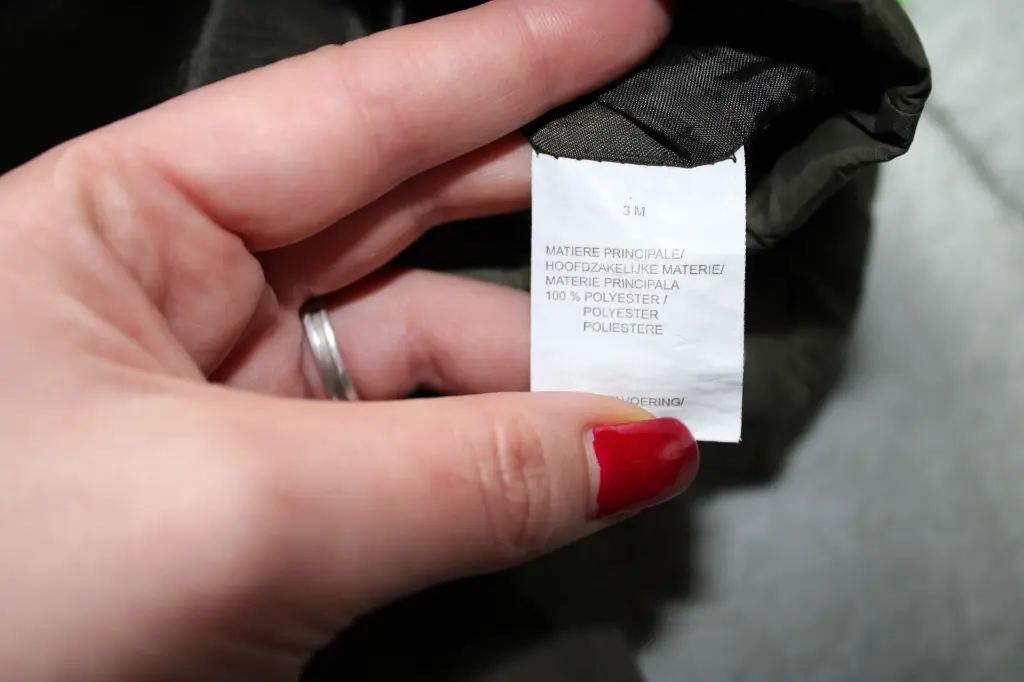 3 M
MATIERE PRINCIPALE/
HOOFDZAKELIJKE MATERIE/
MATERIE PRINCIPALA
100 % POLYESTER /
POLYESTER
POLIESTERE